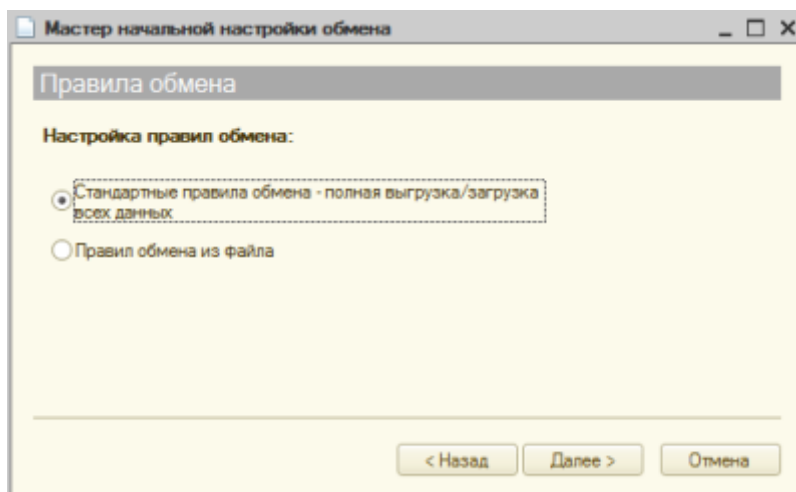 Мастер начальной настройки обмена
Правила обмена
Настройка правил обмена:
Стандартные правила обмена - полная выгрузка/загрузка
всех данных
Правил обмена из файла
< Назад
Далее >
Отмена